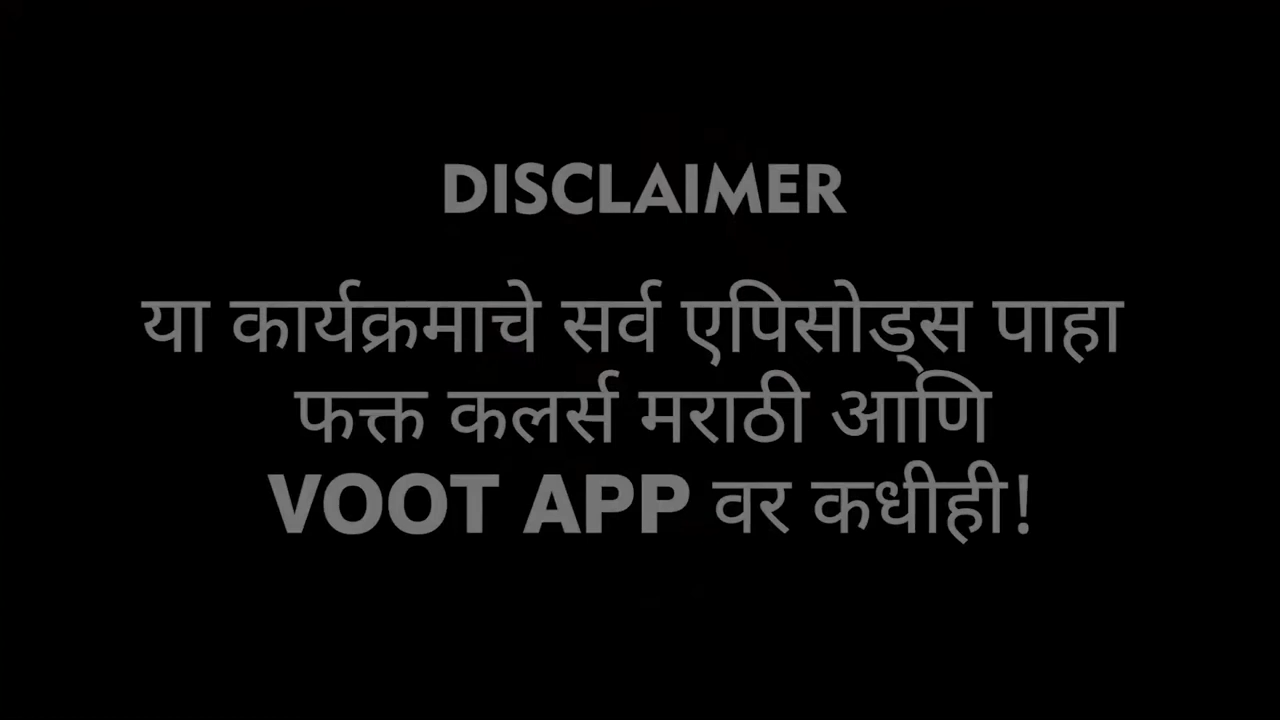 DISCLAIMER
या कार्यक्रमाचे सर्व एपिसोड्स पाहा
फक्त कलर्स मराठी आणि
VOOT APP वर कधीही!